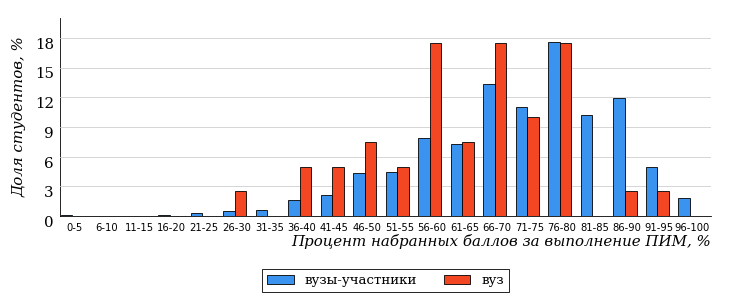 Доля студентов, %
18
15
12
9
6
3
0
0-5 6-10 11-15 16-20 21-25 26-30 31-35 36-40 41-45 46-50 51-55 56-60 61-65 66-70 71-75 76-80 81-85 86-90 91-95 96-100
Процент набранных баллов за выполнение ПИМ, %
вузы-участники вуз